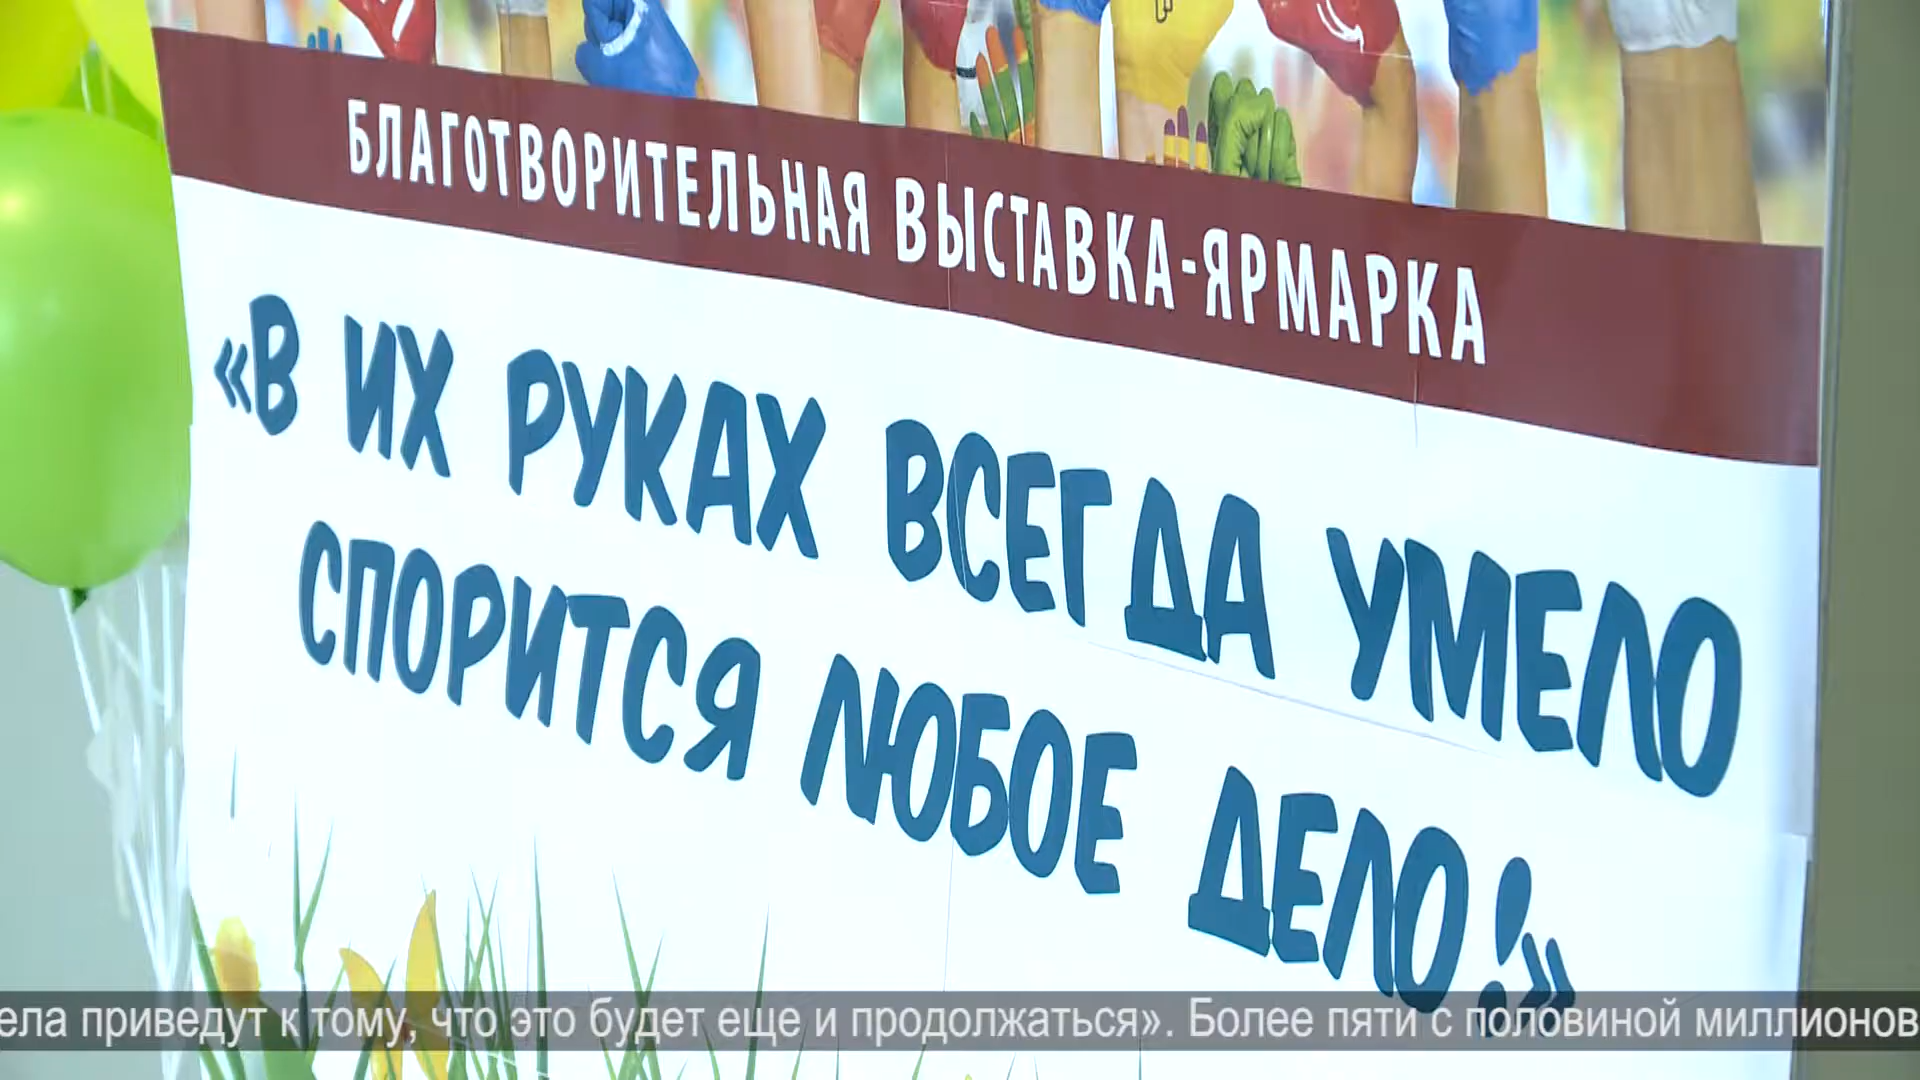 БЛАГОТВОРИТЕЛЬНАЯ ВЫСТАВКА-ЯРМАРКА
«В ИХ РУКАХ ВСЕГДА УМЕЛО
СПОРИТСЯ ЛЮБОЕ ДЕЛО!»
ела приведут к тому, что это будет еще и продолжаться». Более пяти с половиной миллионов